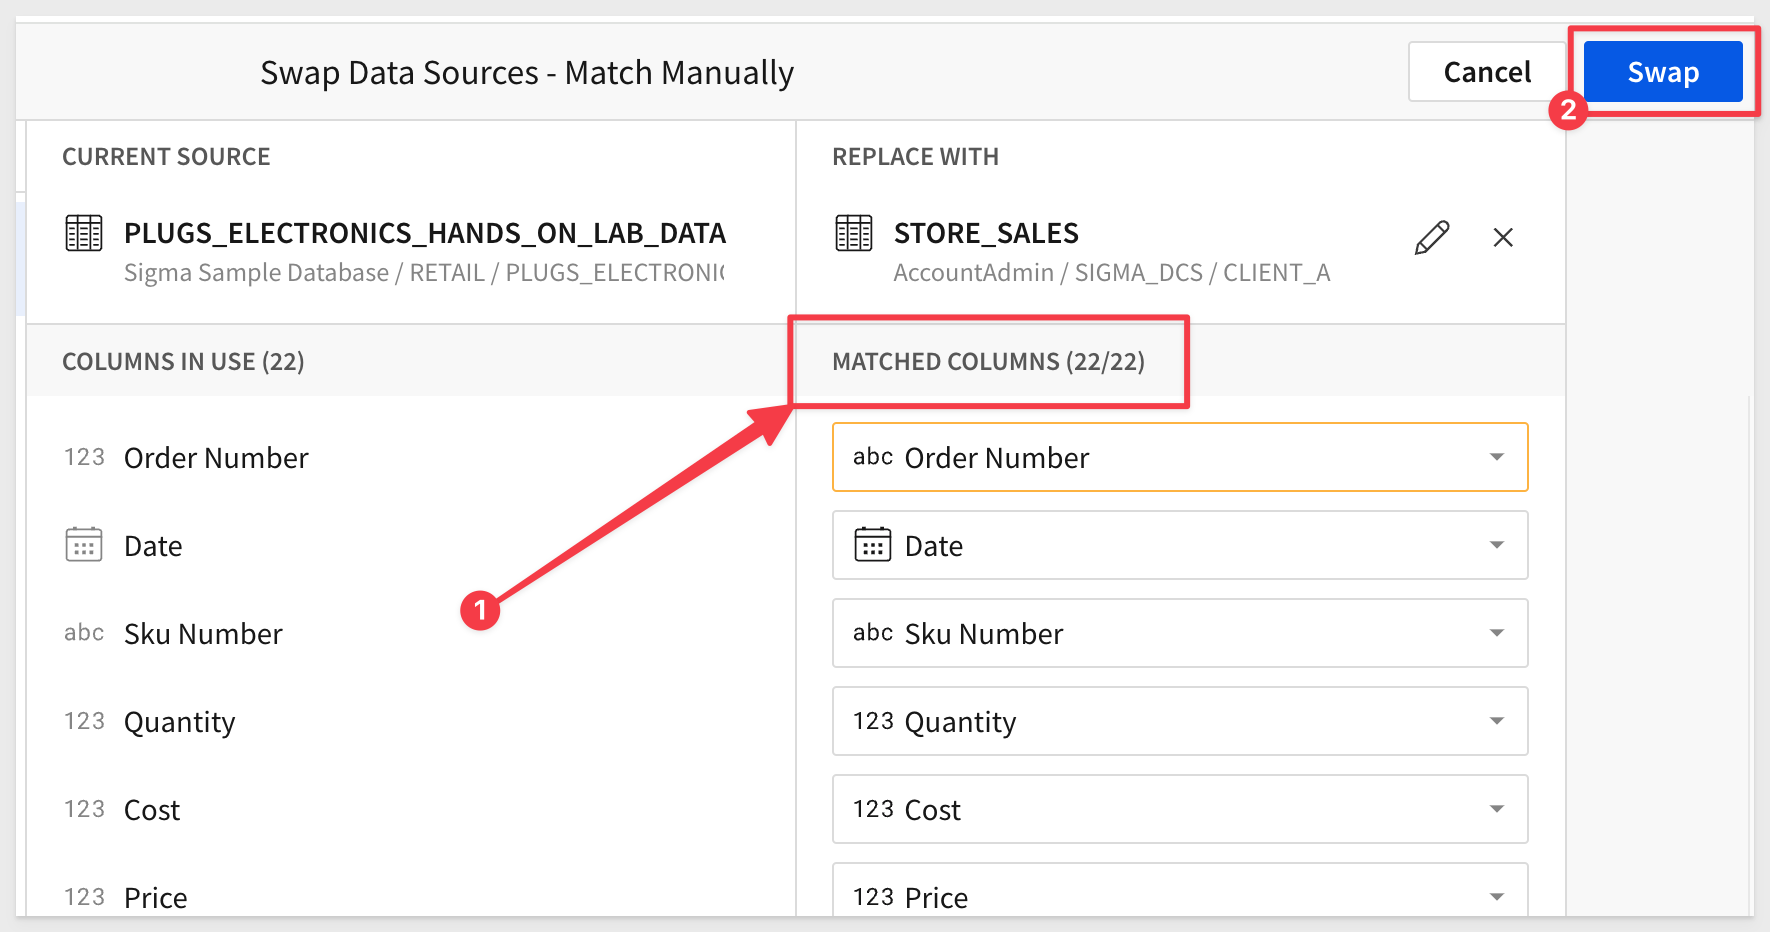 Swap Data Sources - Match Manually
Cancel
Swap
2
CURRENT SOURCE
REPLACE WITH
PLUGS_ELECTRONICS_HANDS_ON_LAB_DATA
Sigma Sample Database / RETAIL / PLUGS_ELECTRONIC
STORE_SALES
AccountAdmin / SIGMA_DCS / CLIENT_A
COLUMNS IN USE (22)
MATCHED COLUMNS (22/22)
123 Order Number
abc Order Number
Date
Date
1
abc Sku Number
abc Sku Number
123 Quantity
123 Quantity
123 Cost
123 Cost
123 Price
123 Price